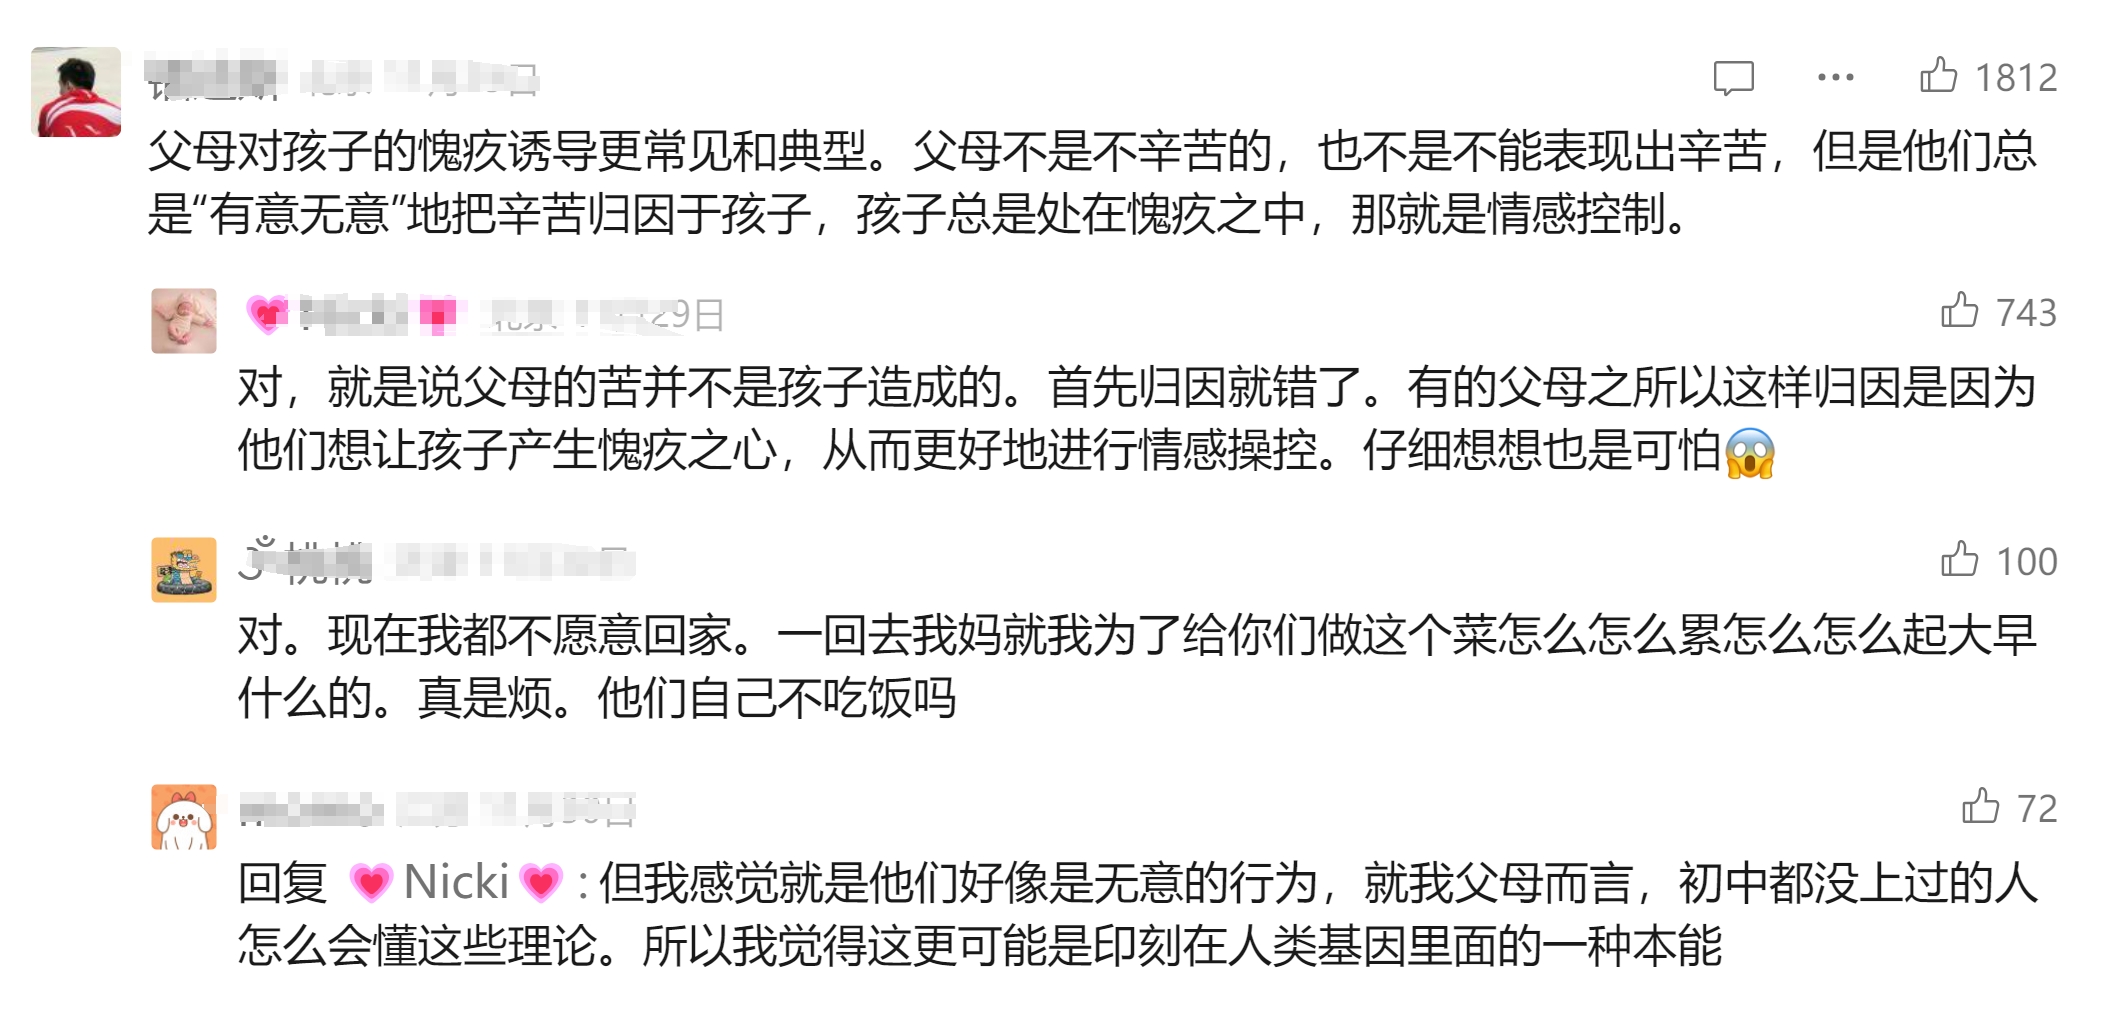 1812
父母对孩子的愧疚诱导更常见和典型。父母不是不辛苦的，也不是不能表现出辛苦，但是他们总
是“有意无意”地把辛苦归因于孩子，孩子总是处在愧疚之中，那就是情感控制。
29日 743
对，就是说父母的苦并不是孩子造成的。首先归因就错了。有的父母之所以这样归因是因为
他们想让孩子产生愧疚之心，从而更好地进行情感操控。仔细想想也是可怕😱
100
对。现在我都不愿意回家。一回去我妈就我为了给你们做这个菜怎么怎么累怎么怎么起大早
什么的。真是烦。他们自己不吃饭吗
72
回复 💗Nicki💗：但我感觉就是他们好像是无意的行为，就我父母而言，初中都没上过的人
怎么会懂这些理论。所以我觉得这更可能是印刻在人类基因里面的一种本能